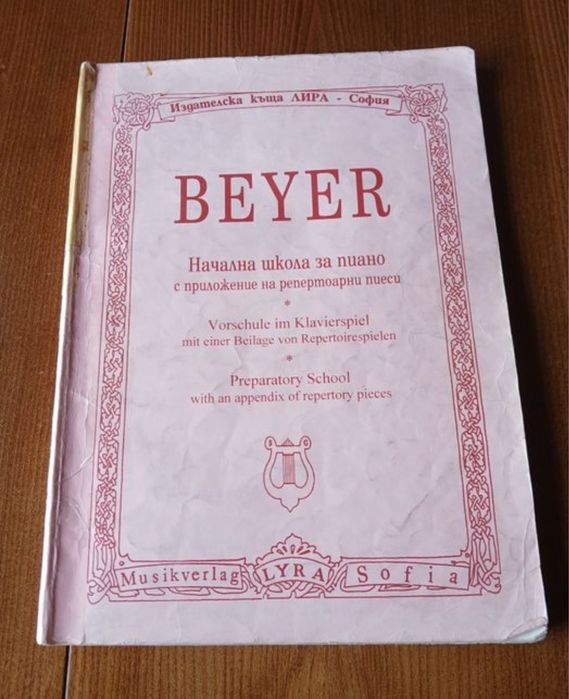 Издателска къща ЛИРА - София
BEYER
Начална школа за пиано
с приложение на репертоарни пиеси
*
Vorschule im Klavierspiel
mit einer Beilage von Repertoirespielen
*
Preparatory School
with an appendix of repertory pieces
Musikverlag LYRA Sofia